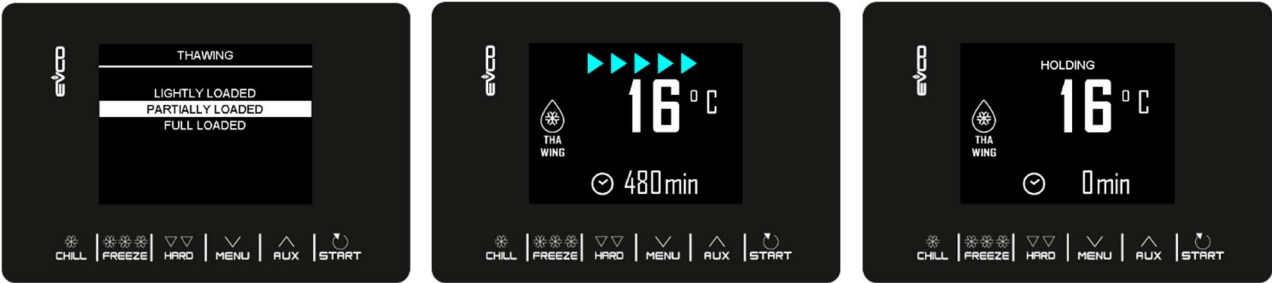 evco
THAWING
LIGHTLY LOADED
PARTIALLY LOADED
FULL LOADED
CHILL FREEZE HARD MENU AUX START
evco
16 °C
THA
WING
480min
CHILL FREEZE HARD MENU AUX START
evco
HOLDING
16 °C
THA
WING
0min
CHILL FREEZE HARD MENU AUX START